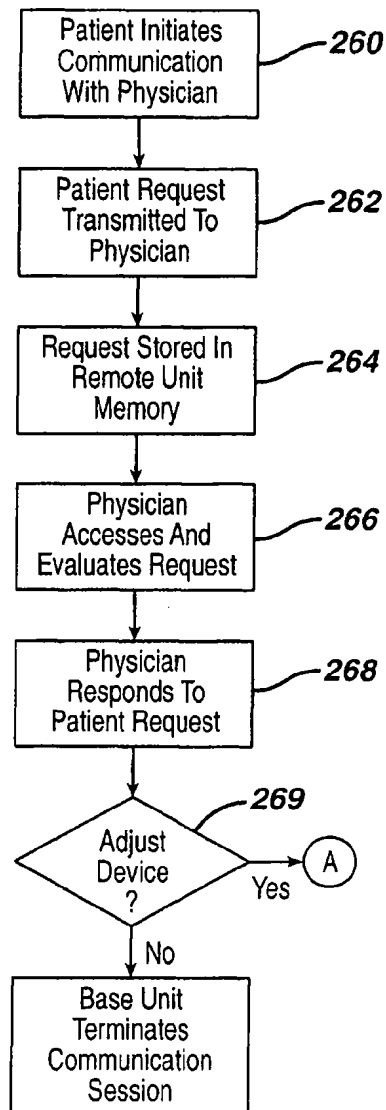 Patient Initiates
Communication
With Physician
260
Patient Request
Transmitted To
Physician
262
Request Stored In
Remote Unit
Memory
264
Physician
Accesses And
Evaluates Request
266
Physician
Responds To
Patient Request
268
269
Adjust
Device
?
Yes
A
No
Base Unit
Terminates
Communication
Session